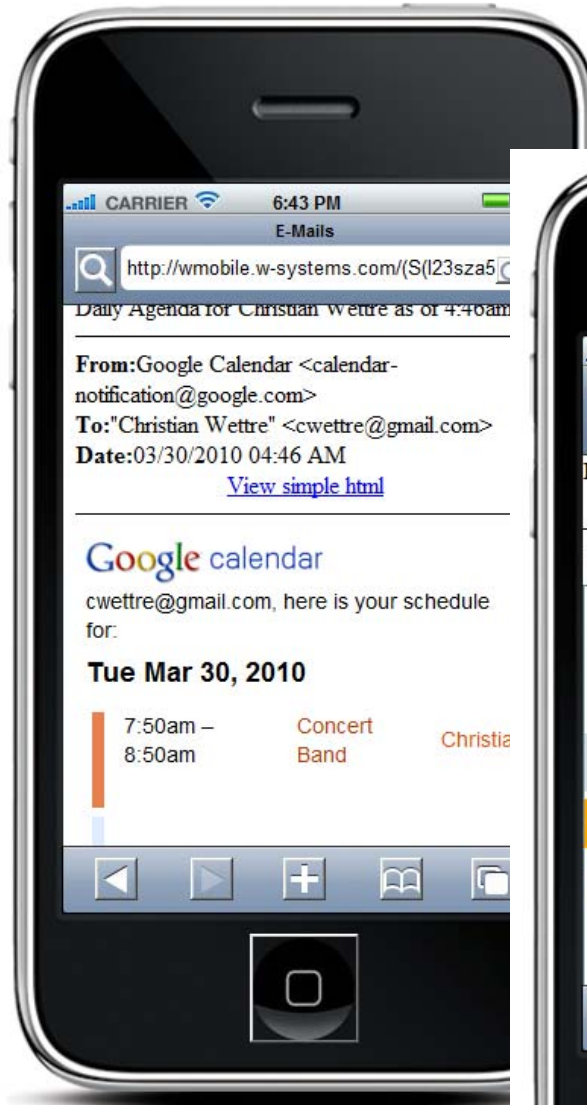 CARRIER 6:43 PM
E-Mails
http://wmobile.w-systems.com/(S(l23sza5
Daily Agenda for Christian Wettre as of 4:46am
From:Google Calendar <calendar-
notification@google.com>
To:"Christian Wettre" <cwettre@gmail.com>
Date:03/30/2010 04:46 AM
View simple html
Google calendar
cwettre@gmail.com, here is your schedule
for:
Tue Mar 30, 2010
7:50am – Concert
8:50am Band Christia